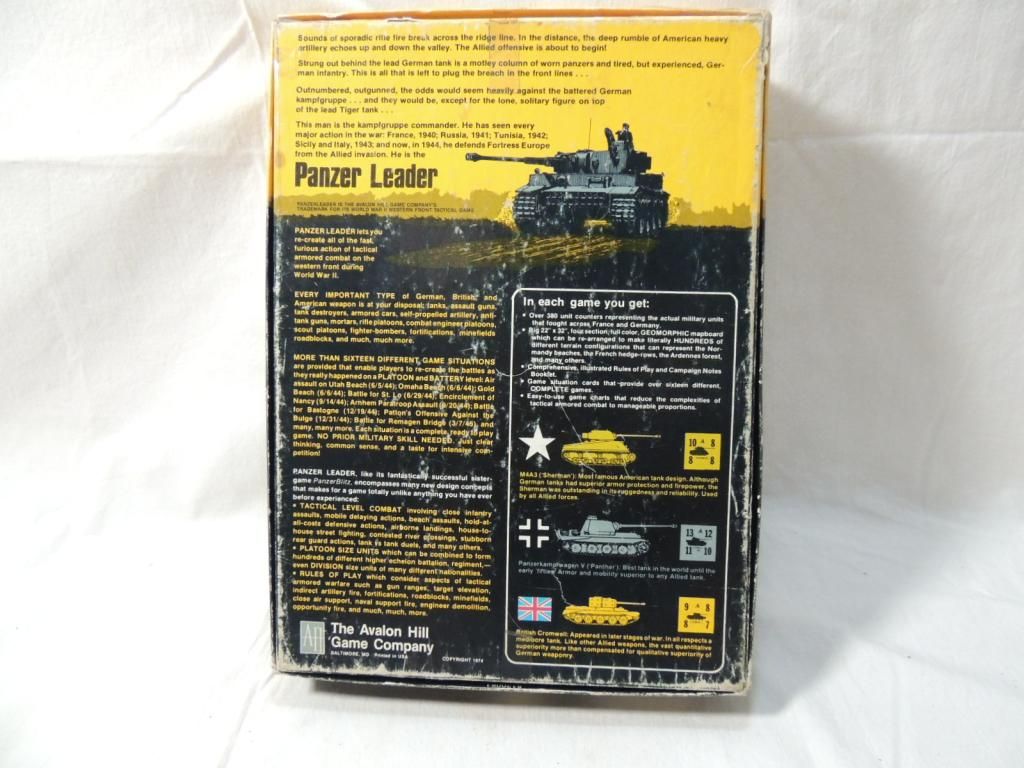 Sounds of sporadic rifle fire break across the ridge line. In the distance, the deep rumble of American heavy
artillery echoes up and down the valley. The Allied offensive is about to begin!
Strung out behind the lead German tank is a motley column of worn panzers and tired, but experienced, Ger-
man infantry. This is all that is left to plug the breach in the front lines . . .
Outnumbered, outgunned, the odds would seem heavily against the battered German
kampfgruppe . . . and they would be, except for the lone, solitary figure on top
of the lead Tiger tank . . .
This man is the kampfgruppe commander. He has seen every
major action in the war: France, 1940; Russia, 1941; Tunisia, 1942;
Sicily and Italy, 1943; and now, in 1944, he defends Fortress Europe
from the Allied invasion. He is the
Panzer Leader
PANZERLEADER IS THE AVALON HILL GAME COMPANY'S
TRADEMARK FOR ITS WORLD WAR II WESTERN FRONT TACTICAL GAME
PANZER LEADER lets you
re-create all of the fast,
furious action of tactical
armored combat on the
western front during
World War II.
EVERY IMPORTANT TYPE of German, British, and
American weapon is at your disposal; tanks, assault guns,
tank destroyers, armored cars, self-propelled artillery, anti-
tank guns, mortars, rifle platoons, combat engineer platoons,
scout platoons, fighter-bombers, fortifications, minefields
roadblocks, and much, much more.
MORE THAN SIXTEEN DIFFERENT GAME SITUATIONS
are provided that enable players to re-create the battles as
they really happened on a PLATOON and BATTERY level: Air
assault on Utah Beach (6/5/44); Omaha Beach (6/6/44); Gold
Beach (6/6/44); Battle for St. Lo (6/29/44), Encirclement of
Nancy (9/14/44); Arnhem Paratroop Assault (9/20/44); Battle
for Bastogne (12/19/44); Patton's Offensive Against the
Bulge (12/31/44); Battle for Remagen Bridge (3/7/45), and
many, many more. Each situation is a complete, ready to play
game. NO PRIOR MILITARY SKILL NEEDED. Just clear
thinking, common sense, and a taste for intensive com-
petition!
PANZER LEADER, like its fantastically successful sister-
game PanzerBlitz, encompasses many new design concepts
that makes for a game totally unlike anything you have ever
before experienced:
• TACTICAL LEVEL COMBAT involving close infantry
assaults, mobile delaying actions, beach assaults, hold-at-
all-costs defensive actions, airborne landings, house-to-
house street fighting, contested river crossings, stubborn
rear guard actions, tank vs tank duels, and many others.
• PLATOON SIZE UNITS which can be combined to form
hundreds of different higher echelon battalion, regiment,—
even DIVISION size units of many different nationalities.
• RULES OF PLAY which consider aspects of tactical
armored warfare such as gun ranges, target elevation,
indirect artillery fire, fortifications, roadblocks, minefields,
close air support, naval support fire, engineer demolition,
opportunity fire, and much, much, more.
AH
The Avalon Hill
Game Company
BALTIMORE, MD Printed in USA
COPYRIGHT 1974
In each game you get:
• Over 380 unit counters representing the actual military units
that fought across France and Germany.
• Big 22" x 32", four section, full color, GEOMORPHIC mapboard
which can be re-arranged to make literally HUNDREDS of
different terrain configurations that can represent the Nor-
mandy beaches, the French hedge-rows, the Ardennes forest,
and many others.
• Comprehensive, illustrated Rules of Play and Campaign Notes
Booklet.
• Game situation cards that provide over sixteen different,
COMPLETE games.
• Easy-to-use game charts that reduce the complexities of
tactical armored combat to manageable proportions.
10 A 8
8 8
M4A3 ('Sherman'): Most famous American tank design. Although
German tanks had superior armor protection and firepower, the
Sherman was outstanding in its ruggedness and reliability. Used
by all Allied forces.
13 A 12
11 10
Panzerkampfwagen V ('Panther'): Best tank in the world until the
early 'fifties'. Armor and mobility superior to any Allied tank.
9 A 8
8 7
British Cromwell: Appeared in later stages of war. In all respects a
mediocre tank. Like other Allied weapons, the vast quantitative
superiority more than compensated for qualitative superiority of
German weaponry.